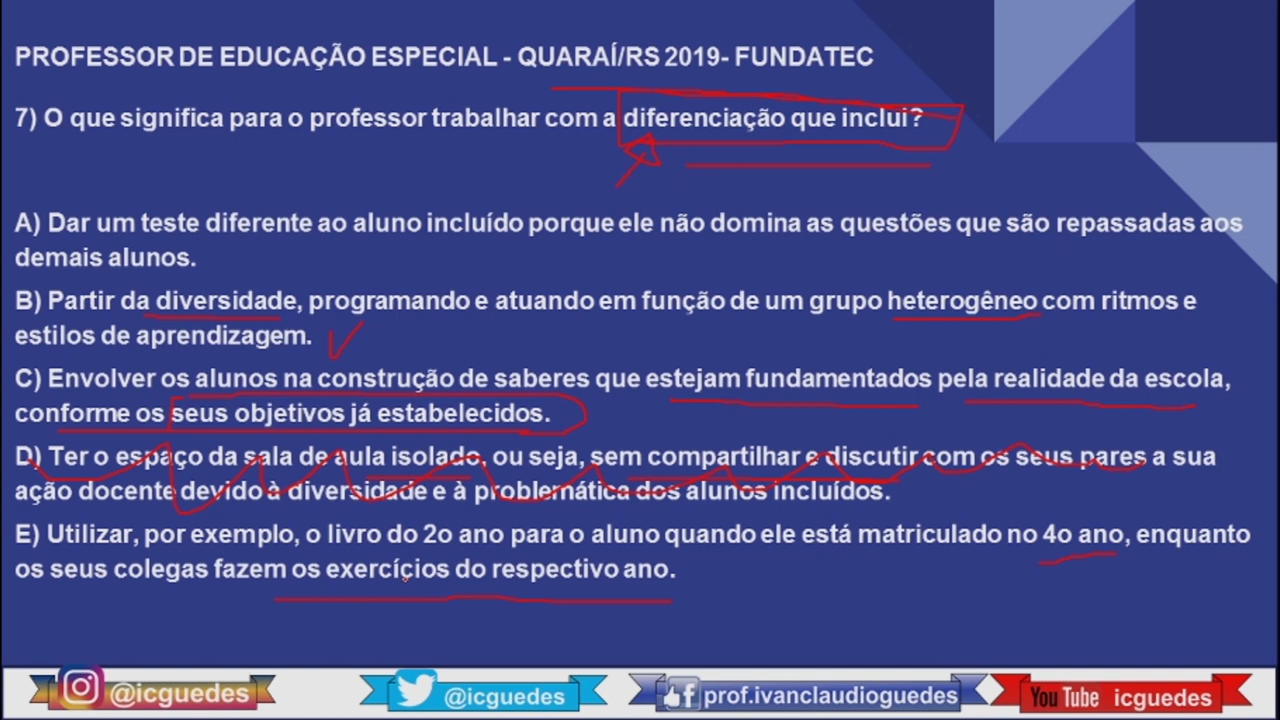 PROFESSOR DE EDUCAÇÃO ESPECIAL - QUARAÍ/RS 2019- FUNDATEC
7) O que significa para o professor trabalhar com a diferenciação que inclui?
A) Dar um teste diferente ao aluno incluído porque ele não domina as questões que são repassadas aos
demais alunos.
B) Partir da diversidade, programando e atuando em função de um grupo heterogêneo com ritmos e
estilos de aprendizagem.
C) Envolver os alunos na construção de saberes que estejam fundamentados pela realidade da escola,
conforme os seus objetivos já estabelecidos.
D) Ter o espaço da sala de aula isolado, ou seja, sem compartilhar e discutir com os seus pares a sua
ação docente devido à diversidade e à problemática dos alunos incluídos.
E) Utilizar, por exemplo, o livro do 2o ano para o aluno quando ele está matriculado no 4o ano, enquanto
os seus colegas fazem os exercícios do respectivo ano.
@icguedes @icguedes prof.ivanclaudioguedes You Tube icguedes